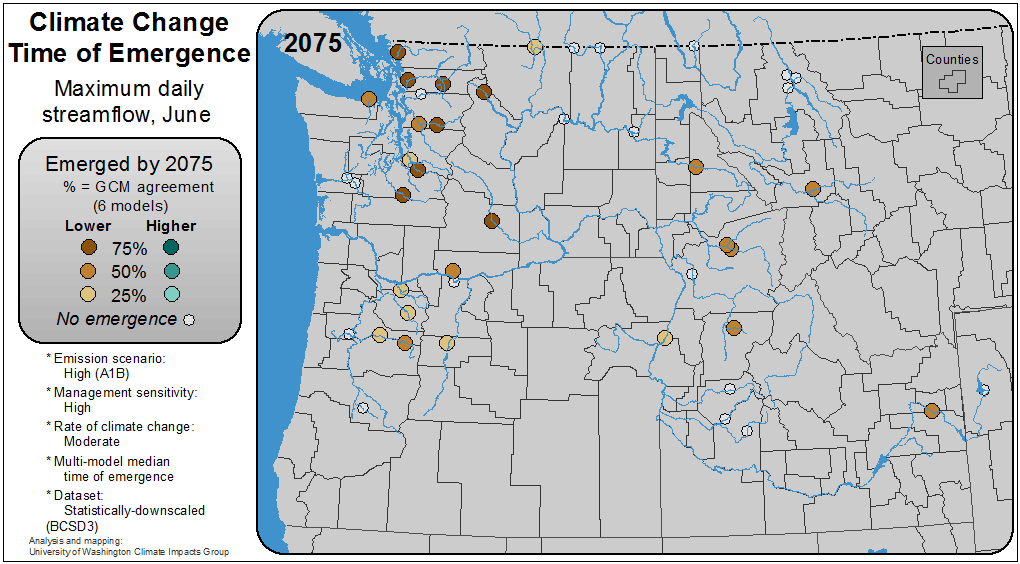 Climate Change
Time of Emergence
Maximum daily
streamflow, June
Emerged by 2075
% = GCM agreement
(6 models)
Lower Higher
75%
50%
25%
No emergence
* Emission scenario:
High (A1B)
* Management sensitivity:
High
* Rate of climate change:
Moderate
* Multi-model median
time of emergence
* Dataset:
Statistically-downscaled
(BCSD3)
Analysis and mapping:
University of Washington Climate Impacts Group
2075
Counties